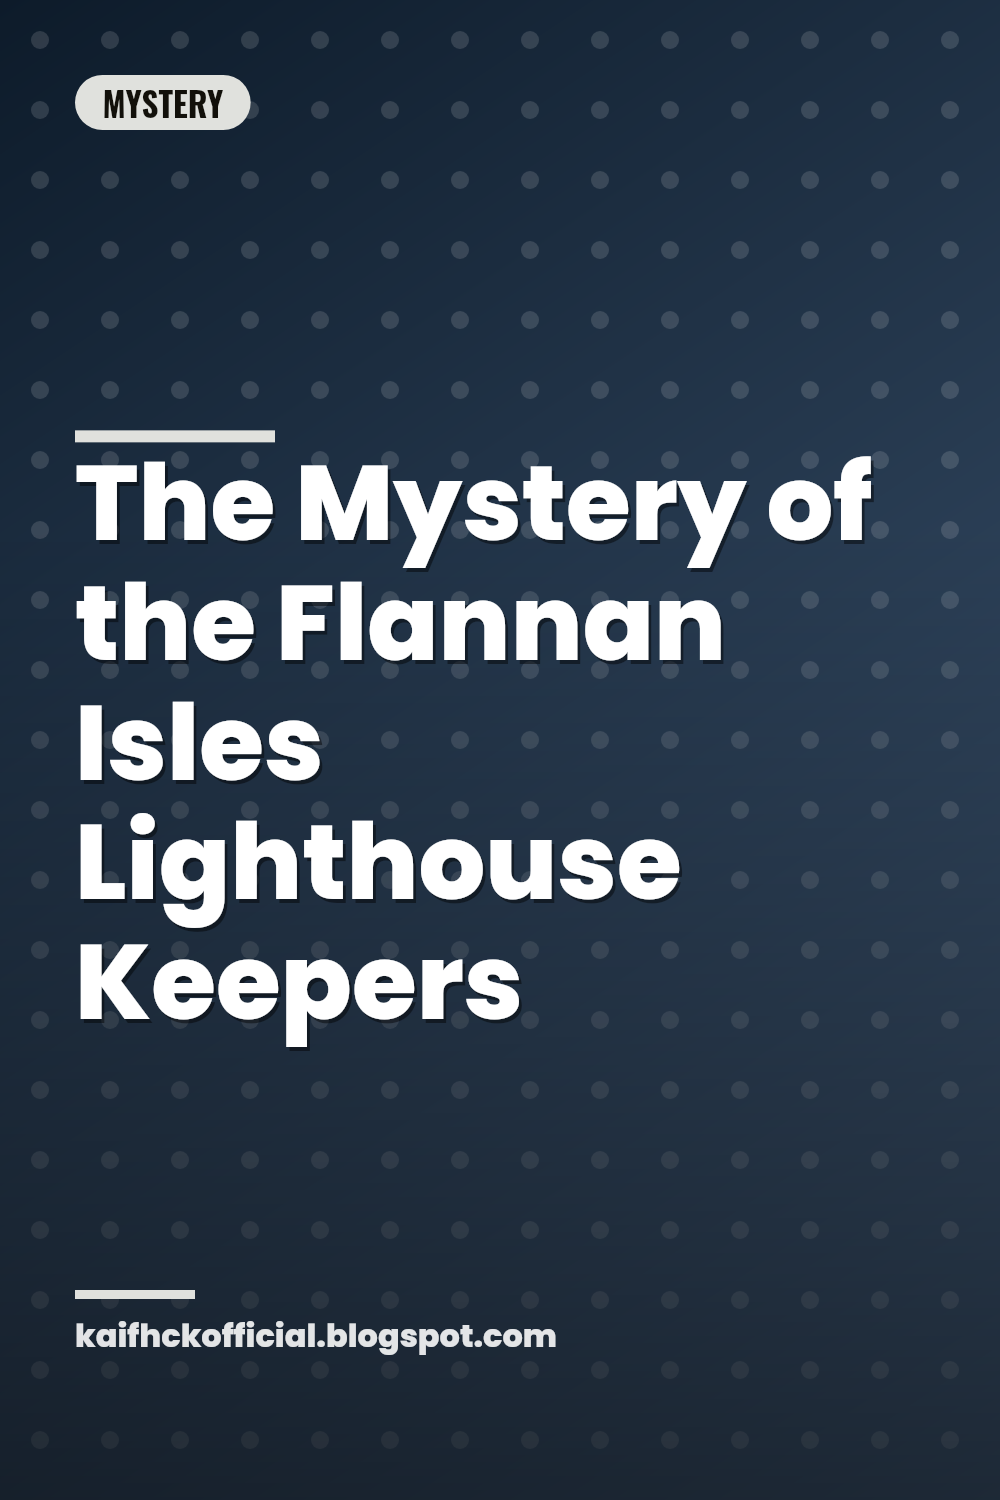 MYSTERY
The Mystery of
the Flannan
Isles
Lighthouse
Keepers
kaifhckofficial.blogspot.com